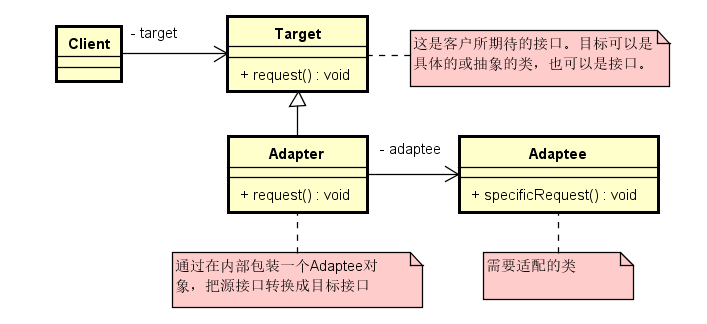 Client
- target
Target
+ request() : void
这是客户所期待的接口。目标可以是
具体的或抽象的类，也可以是接口。
Adapter
+ request() : void
- adaptee
Adaptee
+ specificRequest() : void
通过在内部包装一个Adaptee对
象，把源接口转换成目标接口
需要适配的类